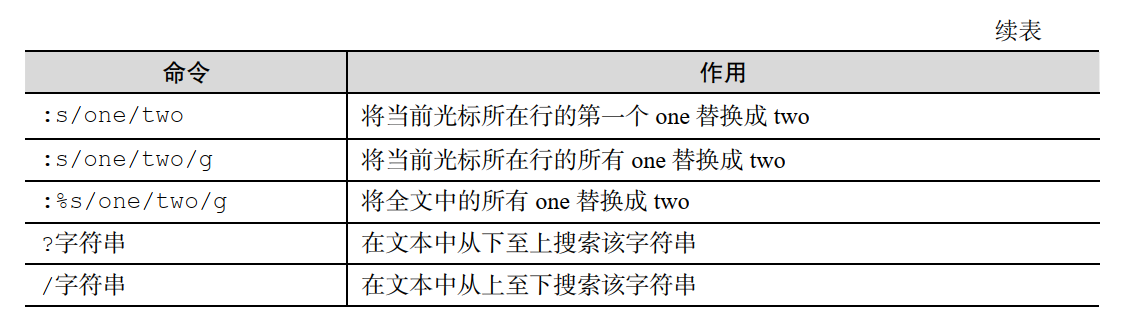 续表
命令 作用
:s/one/two 将当前光标所在行的第一个 one 替换成 two
:s/one/two/g 将当前光标所在行的所有 one 替换成 two
:%s/one/two/g 将全文中的所有 one 替换成 two
?字符串 在文本中从下至上搜索该字符串
/字符串 在文本中从上至下搜索该字符串